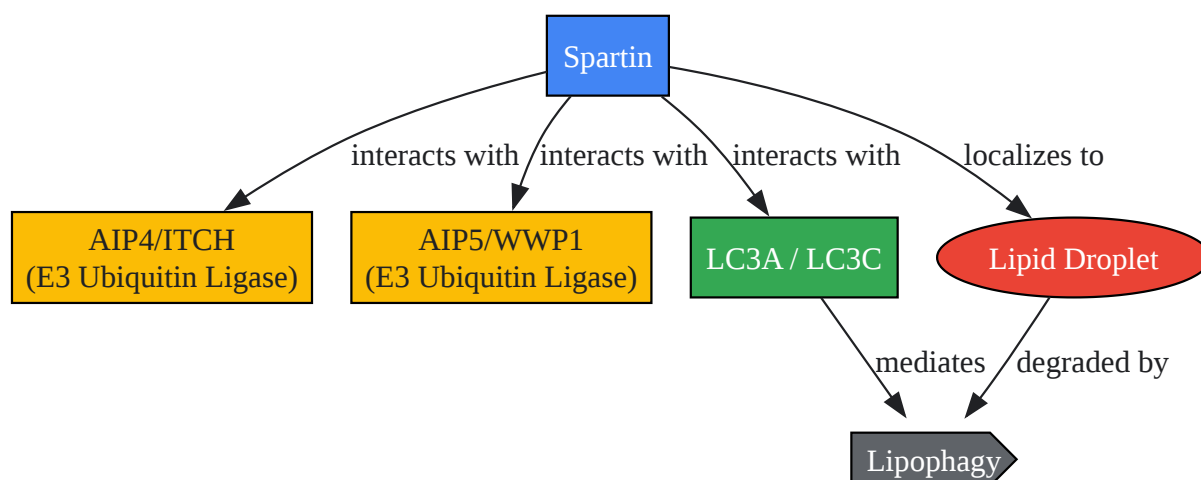 Spartin
interacts with
interacts with
interacts with
localizes to
AIP4/ITCH
(E3 Ubiquitin Ligase)
AIP5/WWP1
(E3 Ubiquitin Ligase)
LC3A / LC3C
Lipid Droplet
mediates
degraded by
Lipophagy